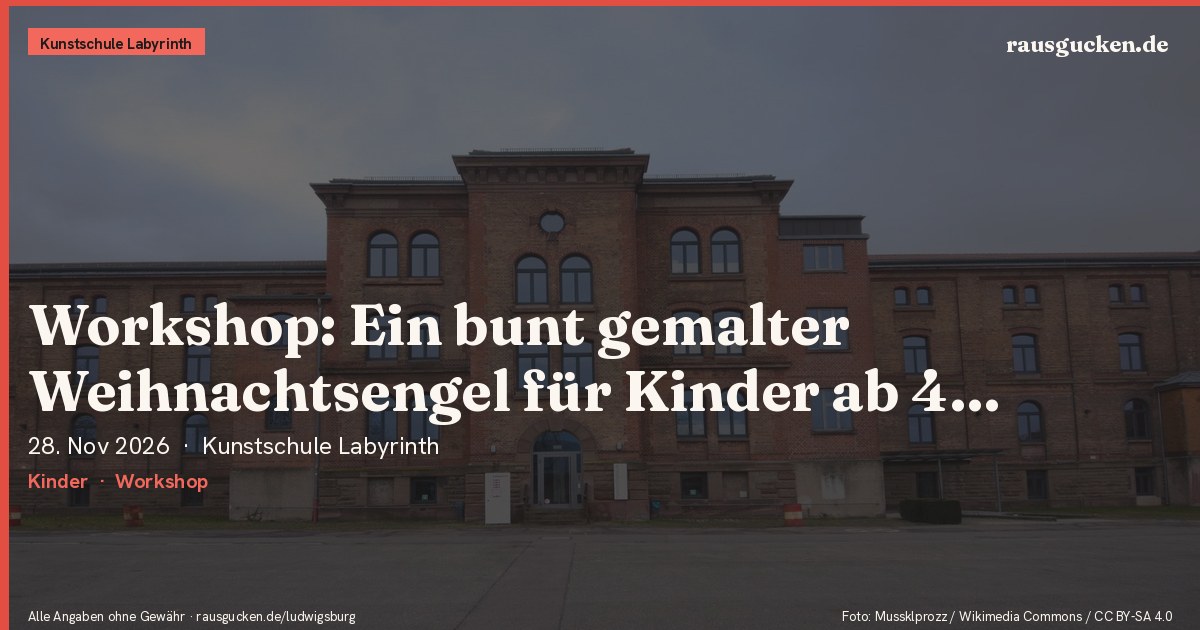 Kunstschule Labyrinth
rausgucken.de
Workshop: Ein bunt gemalter
Weihnachtsengel für Kinder ab 4...
28. Nov 2026 · Kunstschule Labyrinth
Kinder · Workshop
Alle Angaben ohne Gewähr · rausgucken.de/ludwigsburg
Foto: Mussklprozz / Wikimedia Commons / CC BY-SA 4.0